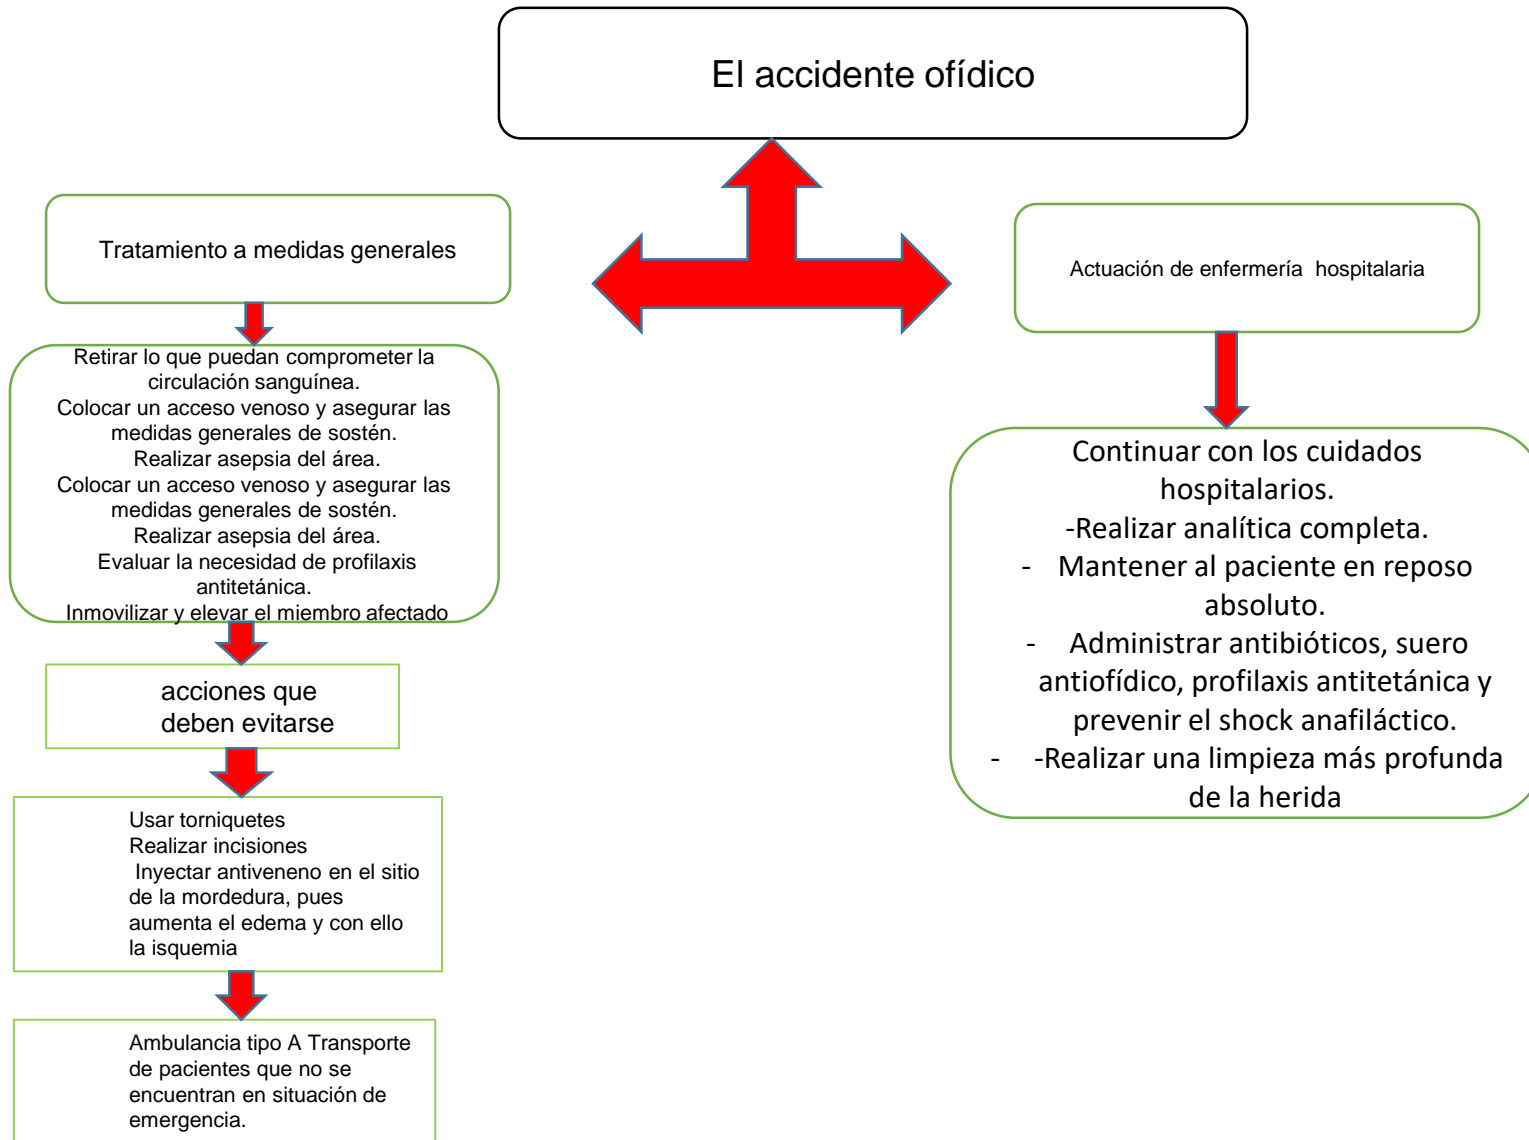 El accidente ofídico
Tratamiento a medidas generales
Retirar lo que puedan comprometer la
circulación sanguínea.
Colocar un acceso venoso y asegurar las
medidas generales de sostén.
Realizar asepsia del área.
Colocar un acceso venoso y asegurar las
medidas generales de sostén.
Realizar asepsia del área.
Evaluar la necesidad de profilaxis
antitetánica.
Inmovilizar y elevar el miembro afectado
acciones que
deben evitarse
Usar torniquetes
Realizar incisiones
Inyectar antiveneno en el sitio
de la mordedura, pues
aumenta el edema y con ello
la isquemia
Ambulancia tipo A Transporte
de pacientes que no se
encuentran en situación de
emergencia.
Actuación de enfermería  hospitalaria
Continuar con los cuidados
hospitalarios.
-Realizar analítica completa.
- Mantener al paciente en reposo
absoluto.
- Administrar antibióticos, suero
antiofídico, profilaxis antitetánica y
prevenir el shock anafiláctico.
- -Realizar una limpieza más profunda
de la herida